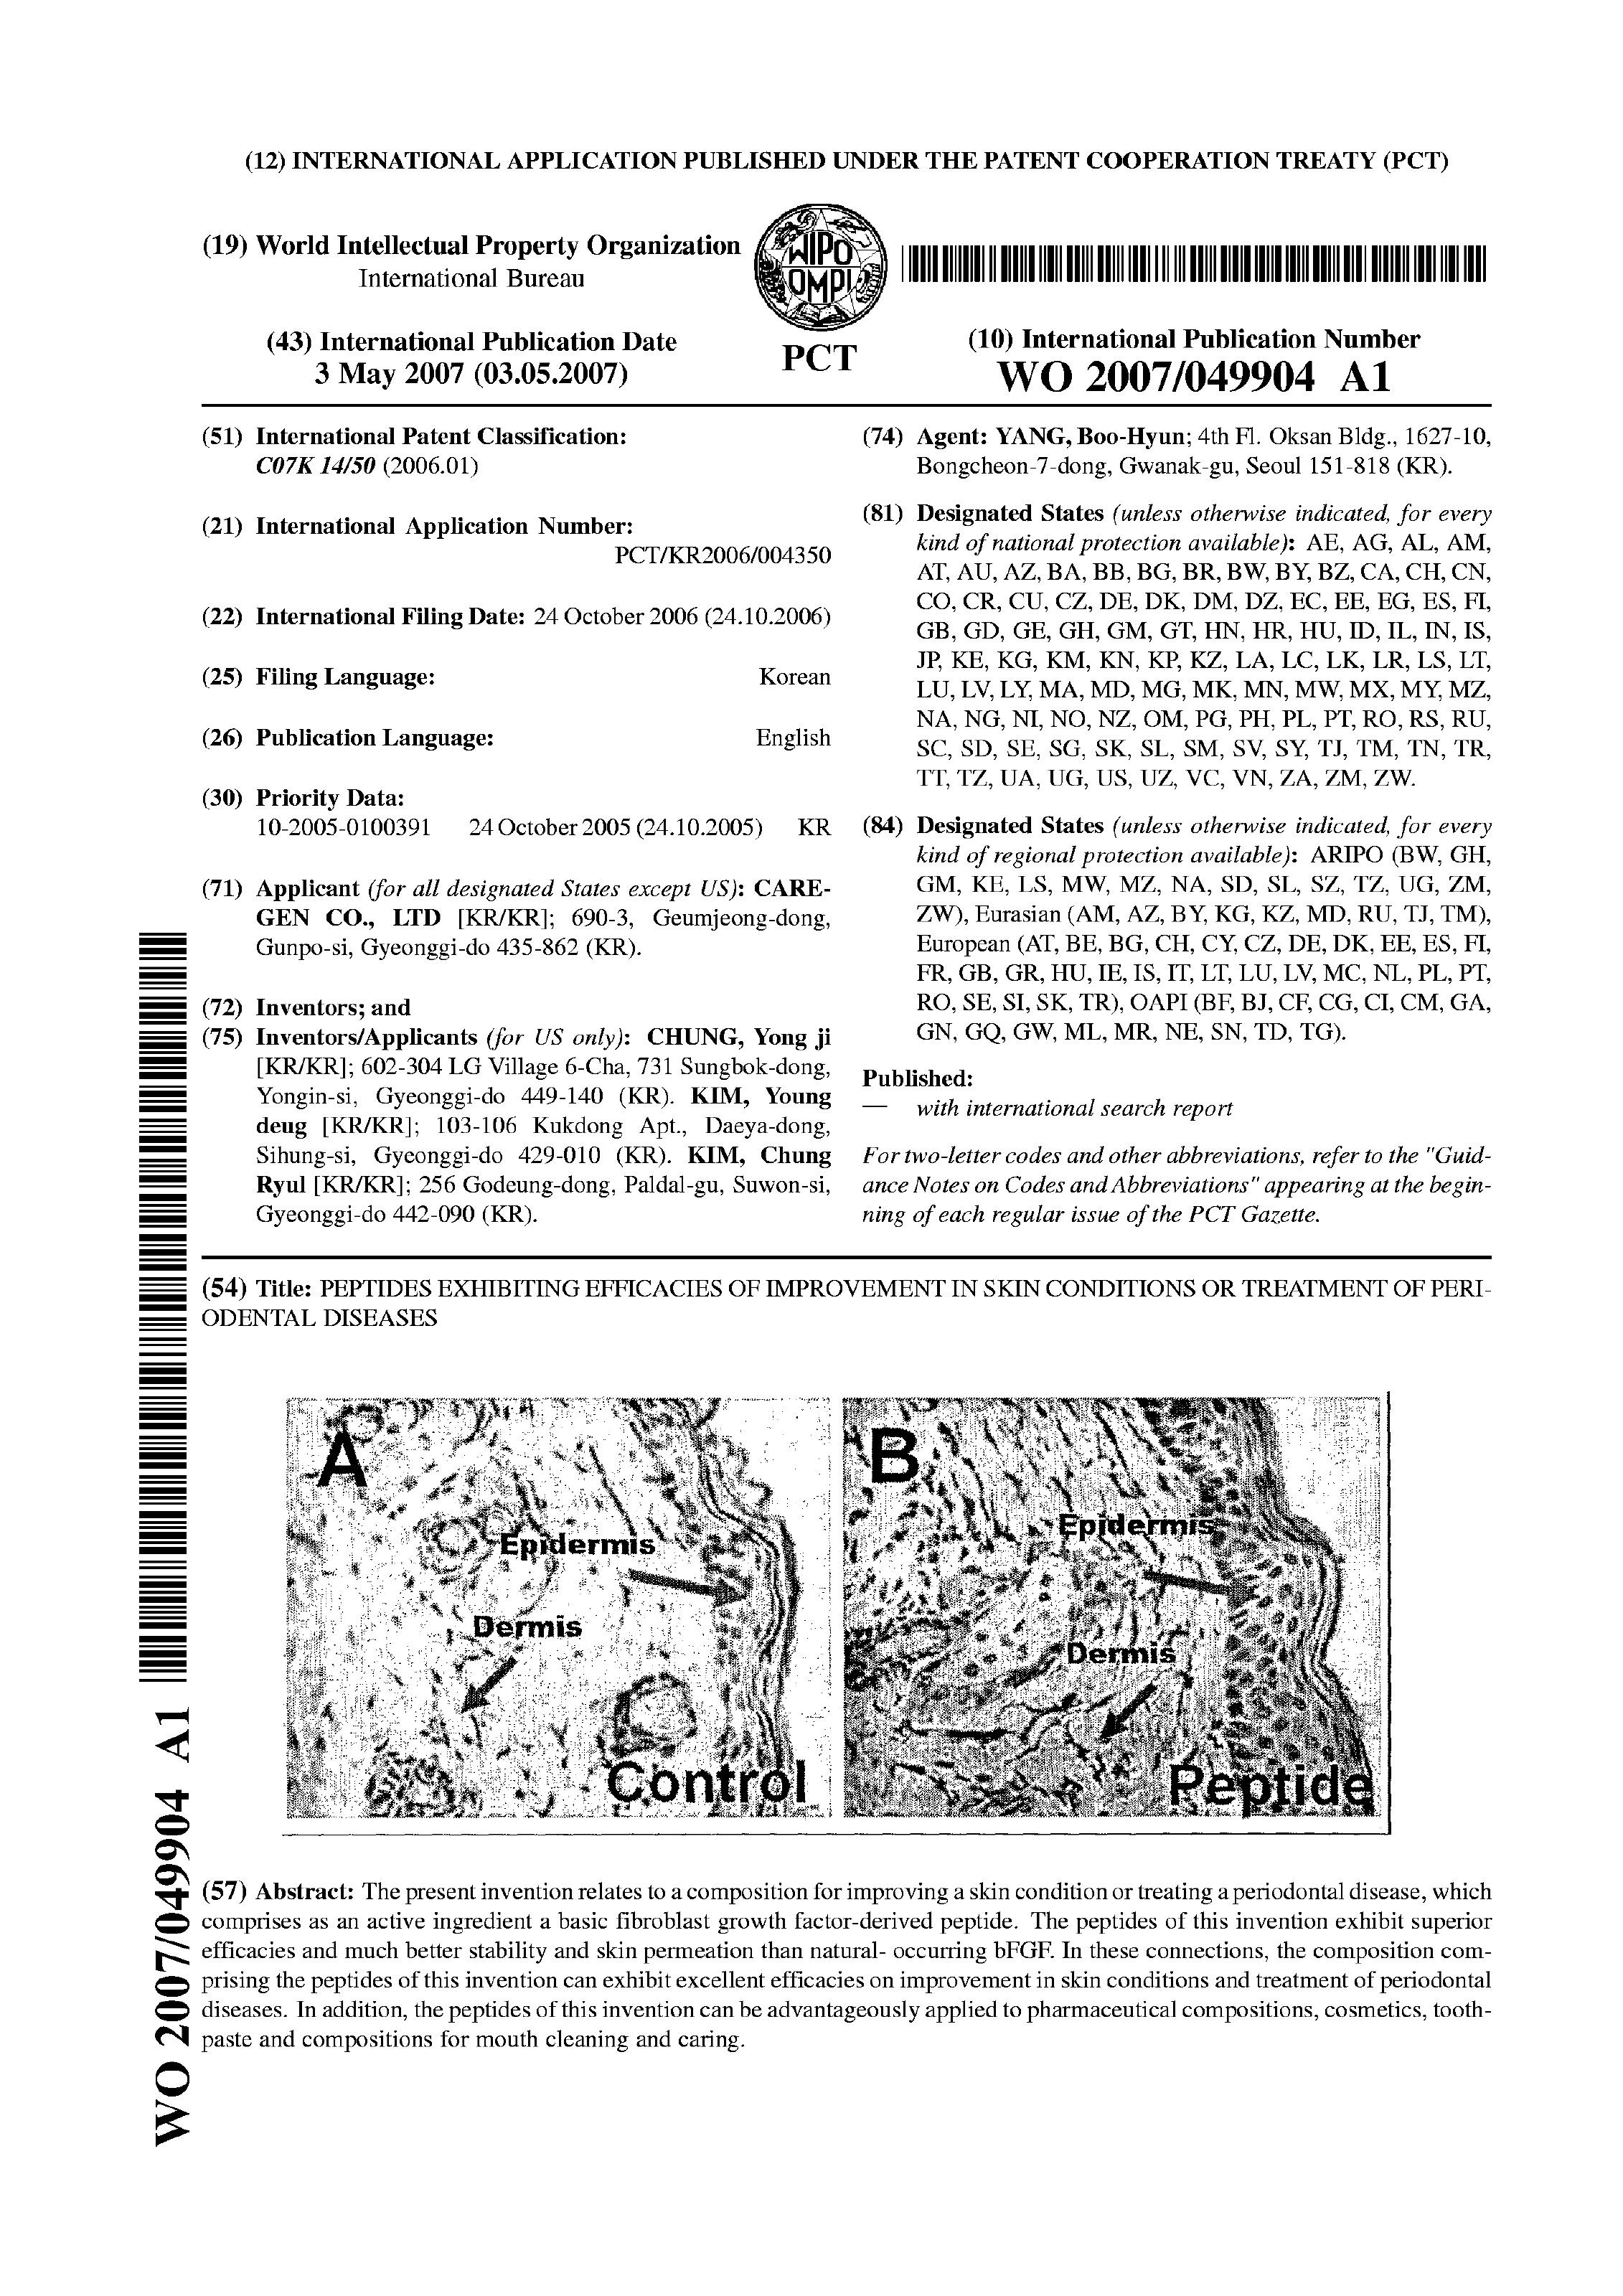 (12) INTERNATIONAL APPLICATION PUBLISHED UNDER THE PATENT COOPERATION TREATY (PCT)
(19) World Intellectual Property Organization
International Bureau
WIPO
OMPI
(43) International Publication Date
3 May 2007 (03.05.2007)
PCT
(10) International Publication Number
WO 2007/049904 A1
(51) International Patent Classification:
C07K 14/50 (2006.01)
(21) International Application Number:
PCT/KR2006/004350
(22) International Filing Date: 24 October 2006 (24.10.2006)
(25) Filing Language: Korean
(26) Publication Language: English
(30) Priority Data:
10-2005-0100391 24 October 2005 (24.10.2005) KR
(71) Applicant (for all designated States except US): CARE-
GEN CO., LTD [KR/KR]; 690-3, Geumjeong-dong,
Gunpo-si, Gyeonggi-do 435-862 (KR).
(72) Inventors; and
(75) Inventors/Applicants (for US only): CHUNG, Yong ji
[KR/KR]; 602-304 LG Village 6-Cha, 731 Sungbok-dong,
Yongin-si, Gyeonggi-do 449-140 (KR). KIM, Young
deug [KR/KR]; 103-106 Kukdong Apt., Daeya-dong,
Sihung-si, Gyeonggi-do 429-010 (KR). KIM, Chung
Ryul [KR/KR]; 256 Godeung-dong, Paldal-gu, Suwon-si,
Gyeonggi-do 442-090 (KR).
(74) Agent: YANG, Boo-Hyun; 4th Fl. Oksan Bldg., 1627-10,
Bongcheon-7-dong, Gwanak-gu, Seoul 151-818 (KR).
(81) Designated States (unless otherwise indicated, for every
kind of national protection available): AE, AG, AL, AM,
AT, AU, AZ, BA, BB, BG, BR, BW, BY, BZ, CA, CH, CN,
CO, CR, CU, CZ, DE, DK, DM, DZ, EC, EE, EG, ES, FI,
GB, GD, GE, GH, GM, GT, HN, HR, HU, ID, IL, IN, IS,
JP, KE, KG, KM, KN, KP, KZ, LA, LC, LK, LR, LS, LT,
LU, LV, LY, MA, MD, MG, MK, MN, MW, MX, MY, MZ,
NA, NG, NI, NO, NZ, OM, PG, PH, PL, PT, RO, RS, RU,
SC, SD, SE, SG, SK, SL, SM, SV, SY, TJ, TM, TN, TR,
TT, TZ, UA, UG, US, UZ, VC, VN, ZA, ZM, ZW.
(84) Designated States (unless otherwise indicated, for every
kind of regional protection available): ARIPO (BW, GH,
GM, KE, LS, MW, MZ, NA, SD, SL, SZ, TZ, UG, ZM,
ZW), Eurasian (AM, AZ, BY, KG, KZ, MD, RU, TJ, TM),
European (AT, BE, BG, CH, CY, CZ, DE, DK, EE, ES, FI,
FR, GB, GR, HU, IE, IS, IT, LT, LU, LV, MC, NL, PL, PT,
RO, SE, SI, SK, TR), OAPI (BF, BJ, CF, CG, CI, CM, GA,
GN, GQ, GW, ML, MR, NE, SN, TD, TG).
Published:
— with international search report
For two-letter codes and other abbreviations, refer to the "Guid-
ance Notes on Codes and Abbreviations" appearing at the begin-
ning of each regular issue of the PCT Gazette.
(54) Title: PEPTIDES EXHIBITING EFFICACIES OF IMPROVEMENT IN SKIN CONDITIONS OR TREATMENT OF PERI-
ODENTAL DISEASES
A
Epidermis
Dermis
Control
B
Epidermis
Dermis
Peptide
(57) Abstract: The present invention relates to a composition for improving a skin condition or treating a periodontal disease, which
comprises as an active ingredient a basic fibroblast growth factor-derived peptide. The peptides of this invention exhibit superior
efficacies and much better stability and skin permeation than natural- occurring bFGF. In these connections, the composition com-
prising the peptides of this invention can exhibit excellent efficacies on improvement in skin conditions and treatment of periodontal
diseases. In addition, the peptides of this invention can be advantageously applied to pharmaceutical compositions, cosmetics, tooth-
paste and compositions for mouth cleaning and caring.
WO 2007/049904 A1